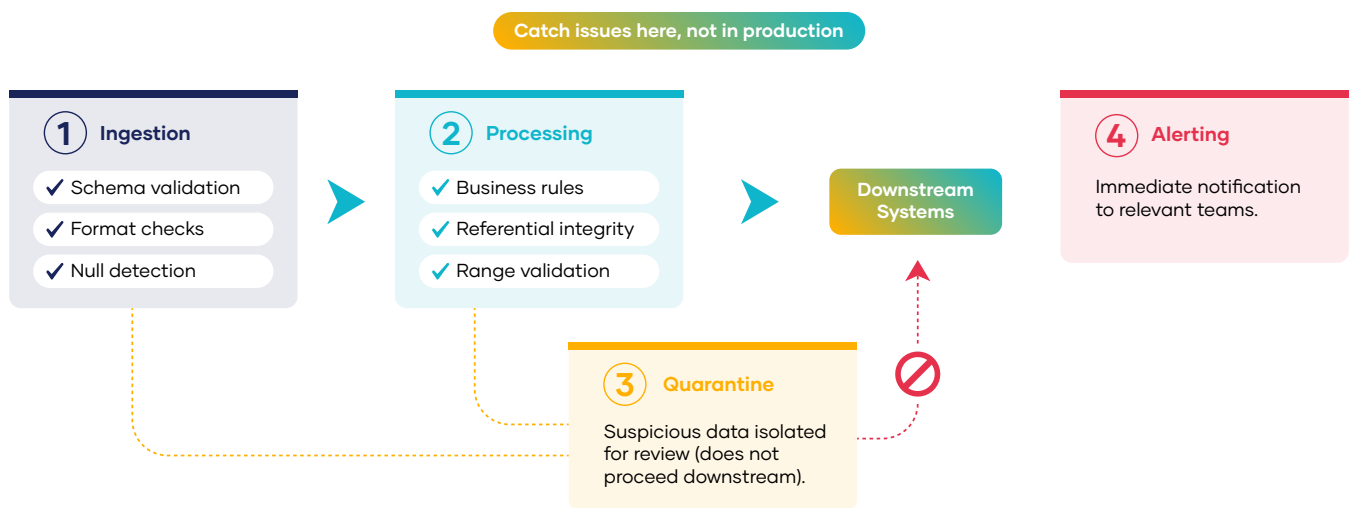 Catch issues here, not in production
1 Ingestion
Schema validation
Format checks
Null detection
2 Processing
Business rules
Referential integrity
Range validation
Downstream
Systems
4 Alerting
Immediate notification
to relevant teams.
3 Quarantine
Suspicious data isolated
for review (does not
proceed downstream).